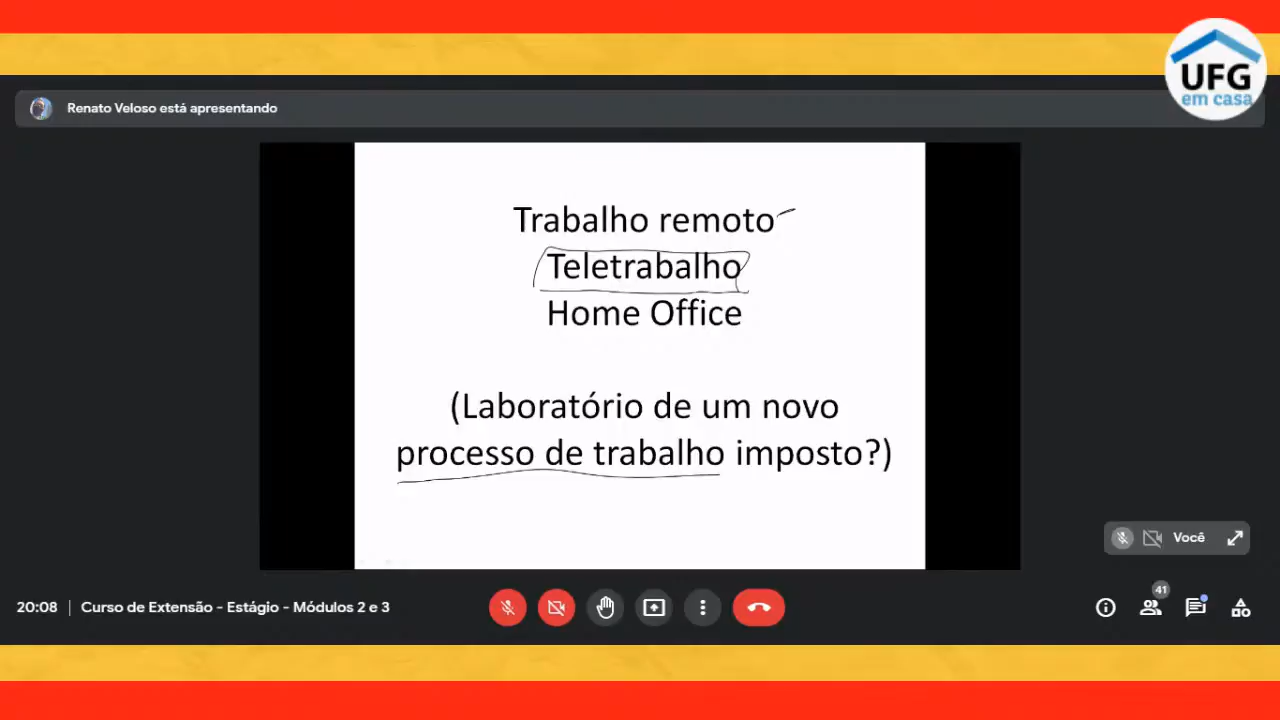 UFG
em casa
Renato Veloso está apresentando
Trabalho remoto
Teletrabalho
Home Office
(Laboratório de um novo
processo de trabalho imposto?)
Você
20:08 | Curso de Extensão - Estágio - Módulos 2 e 3
41